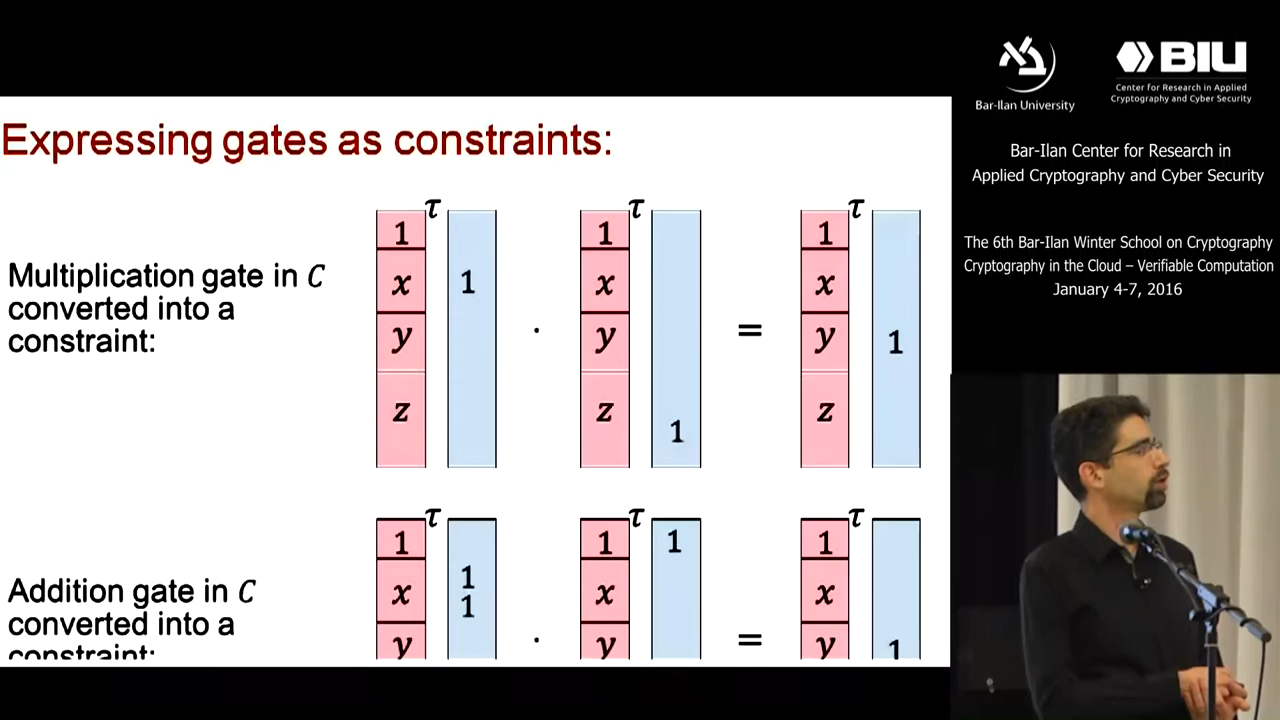 Bar-Ilan University
BIU
Center for Research in Applied
Cryptography and Cyber Security
Bar-Ilan Center for Research in
Applied Cryptography and Cyber Security
The 6th Bar-Ilan Winter School on Cryptography
Cryptography in the Cloud – Verifiable Computation
January 4-7, 2016
Expressing gates as constraints:
Multiplication gate in C
converted into a
constraint:
τ τ τ
1 1 1
x 1 x x
y · y = y 1
z z 1 z
Addition gate in C
converted into a
constraint:
τ τ τ
1 1 1 1
x 1 x x
1
y · y = y 1